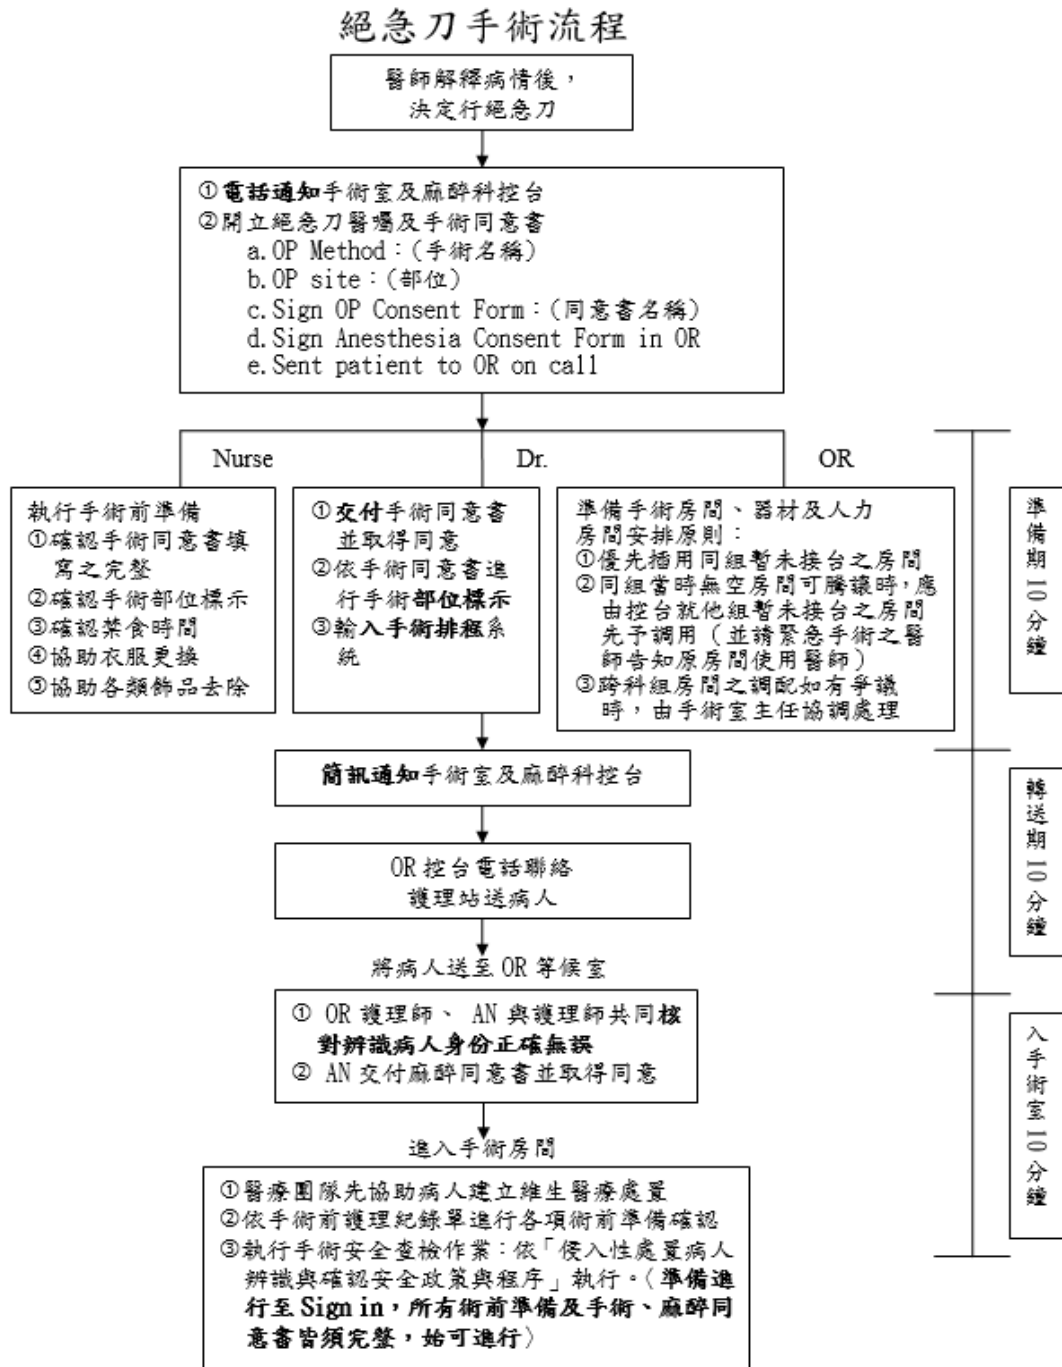 絕急刀手術流程
醫師解釋病情後，
決定行絕急刀
①電話通知手術室及麻醉科控台
②開立絕急刀醫囑及手術同意書
a.OP Method：(手術名稱)
b.OP site：(部位)
c.Sign OP Consent Form：(同意書名稱)
d.Sign Anesthesia Consent Form in OR
e.Sent patient to OR on call
Nurse
Dr.
OR
執行手術前準備
①確認手術同意書填
寫之完整
②確認手術部位標示
③確認禁食時間
④協助衣服更換
⑤協助各類飾品去除
①交付手術同意書
並取得同意
②依手術同意書進
行手術部位標示
③輸入手術排程系
統
準備手術房間、器材及人力
房間安排原則：
①優先插用同組暫未接台之房間
②同組當時無空房間可騰讓時，應
由控台就他組暫未接台之房間
先予調用（並請緊急手術之醫
師告知原房間使用醫師）
③跨科組房間之調配如有爭議
時，由手術室主任協調處理
準備期 10 分鐘
簡訊通知手術室及麻醉科控台
OR 控台電話聯絡
護理站送病人
將病人送至 OR 等候室
轉送期 10 分鐘
① OR 護理師、 AN 與護理師共同核
對辨識病人身份正確無誤
② AN 交付麻醉同意書並取得同意
進入手術房間
①醫療團隊先協助病人建立維生醫療處置
②依手術前護理紀錄單進行各項術前準備確認
③執行手術安全查檢作業：依「侵入性處置病人
辨識與確認安全政策與程序」執行。〈準備進
行至 Sign in，所有術前準備及手術、麻醉同
意書皆須完整，始可進行〉
入手術室 10 分鐘